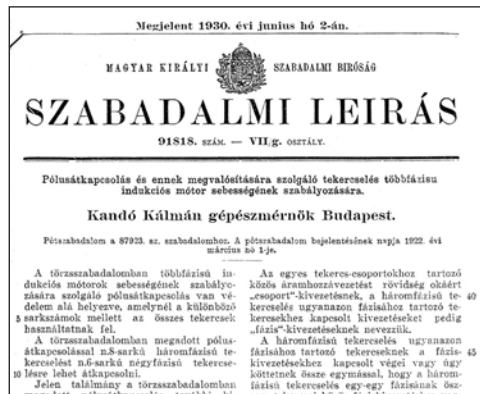 Megjelent 1930. évi junius hó 2-án.
MAGYAR KIRÁLYI SZABADALMI BIRÓSÁG
SZABADALMI LEIRÁS
91818. SZÁM. — VII/g. OSZTÁLY.
Pólusátkapcsolás és ennek megvalósítására szolgáló tekercselés többfázisu
indukciós mótor sebességének szabályozására.
Kandó Kálmán gépészmérnök Budapest.
Pótszabadalom a 87923. sz. szabadalomhoz. A pótszabadalom bejelentésének napja 1922. évi
március hó 1-je.
A törzsszabadalomban többfázisú in-
dukciós mótorok sebességének szabályo-
zására szolgáló pólusátkapcsolás van vé-
delem alá helyezve, amelynél a különböző
5 sarkszámok mellett az összes tekercsek
használtatnak fel.
A törzsszabadalomban megadott pólus-
átkapcsolással n.8-sarkú háromfázisú te-
kercselést n.6-sarkú négyfázisú tekercse-
10 lésre lehet átkapcsolni.
Jelen találmány a törzsszabadalomban
Az egyes tekercs-csoportokhoz tartozó
közös áramhozzávezetést rövidség okáért
„csoport"-kivezetésnek, a háromfázisú te- 40
kercselés ugyanazon fázisához tartozó te-
kercsekhez kapcsolt kivezetéseket pedig
„fázis"-kivezetéseknek nevezzük.
A háromfázisú tekercselés ugyanazon
fázisához tartozó tekercseknek a fázis- 45
kivezetésekhez kapcsolt végei vagy úgy
köttetnek össze egymással, hogy a három-
fázisú tekercselés egy-egy fázisának ösz-